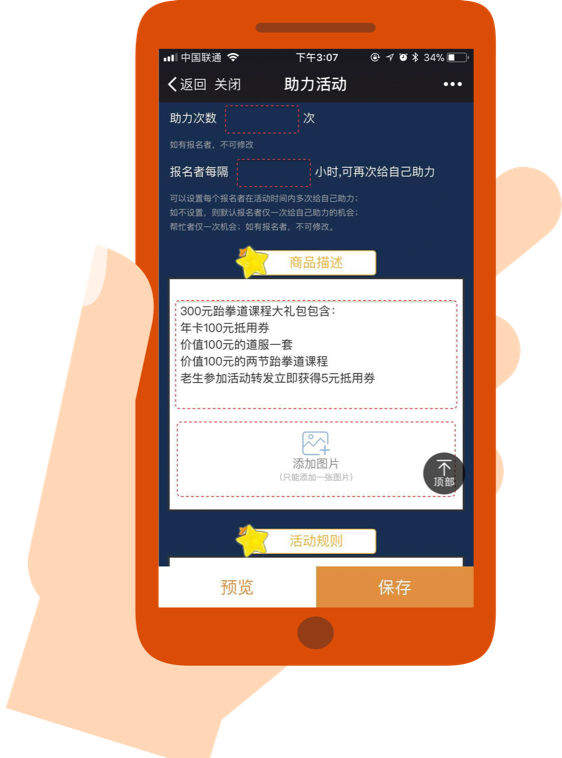 中国联通 下午3:07 34%
返回 关闭 助力活动
助力次数 次
如有报名者，不可修改
报名者每隔 小时,可再次给自己助力
可以设置每个报名者在活动时间内多次给自己助力；
如不设置，则默认报名者仅一次给自己助力的机会；
帮忙者仅一次机会；如有报名者，不可修改。
商品描述
300元跆拳道课程大礼包包含：
年卡100元抵用券
价值100元的道服一套
价值100元的两节跆拳道课程
老生参加活动转发立即获得5元抵用券
添加图片
(只能添加一张图片)
顶部
活动规则
预览 保存